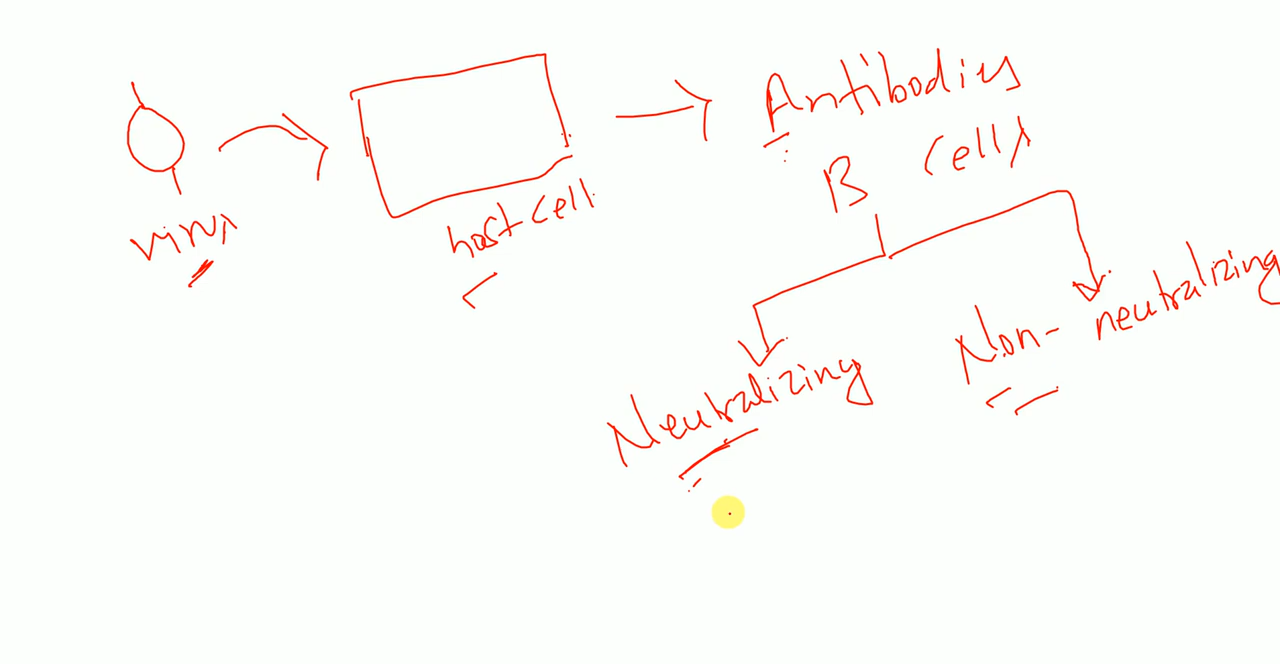 Antibodies
B cells
virus
host cell
Non-neutralizing
Neutralizing